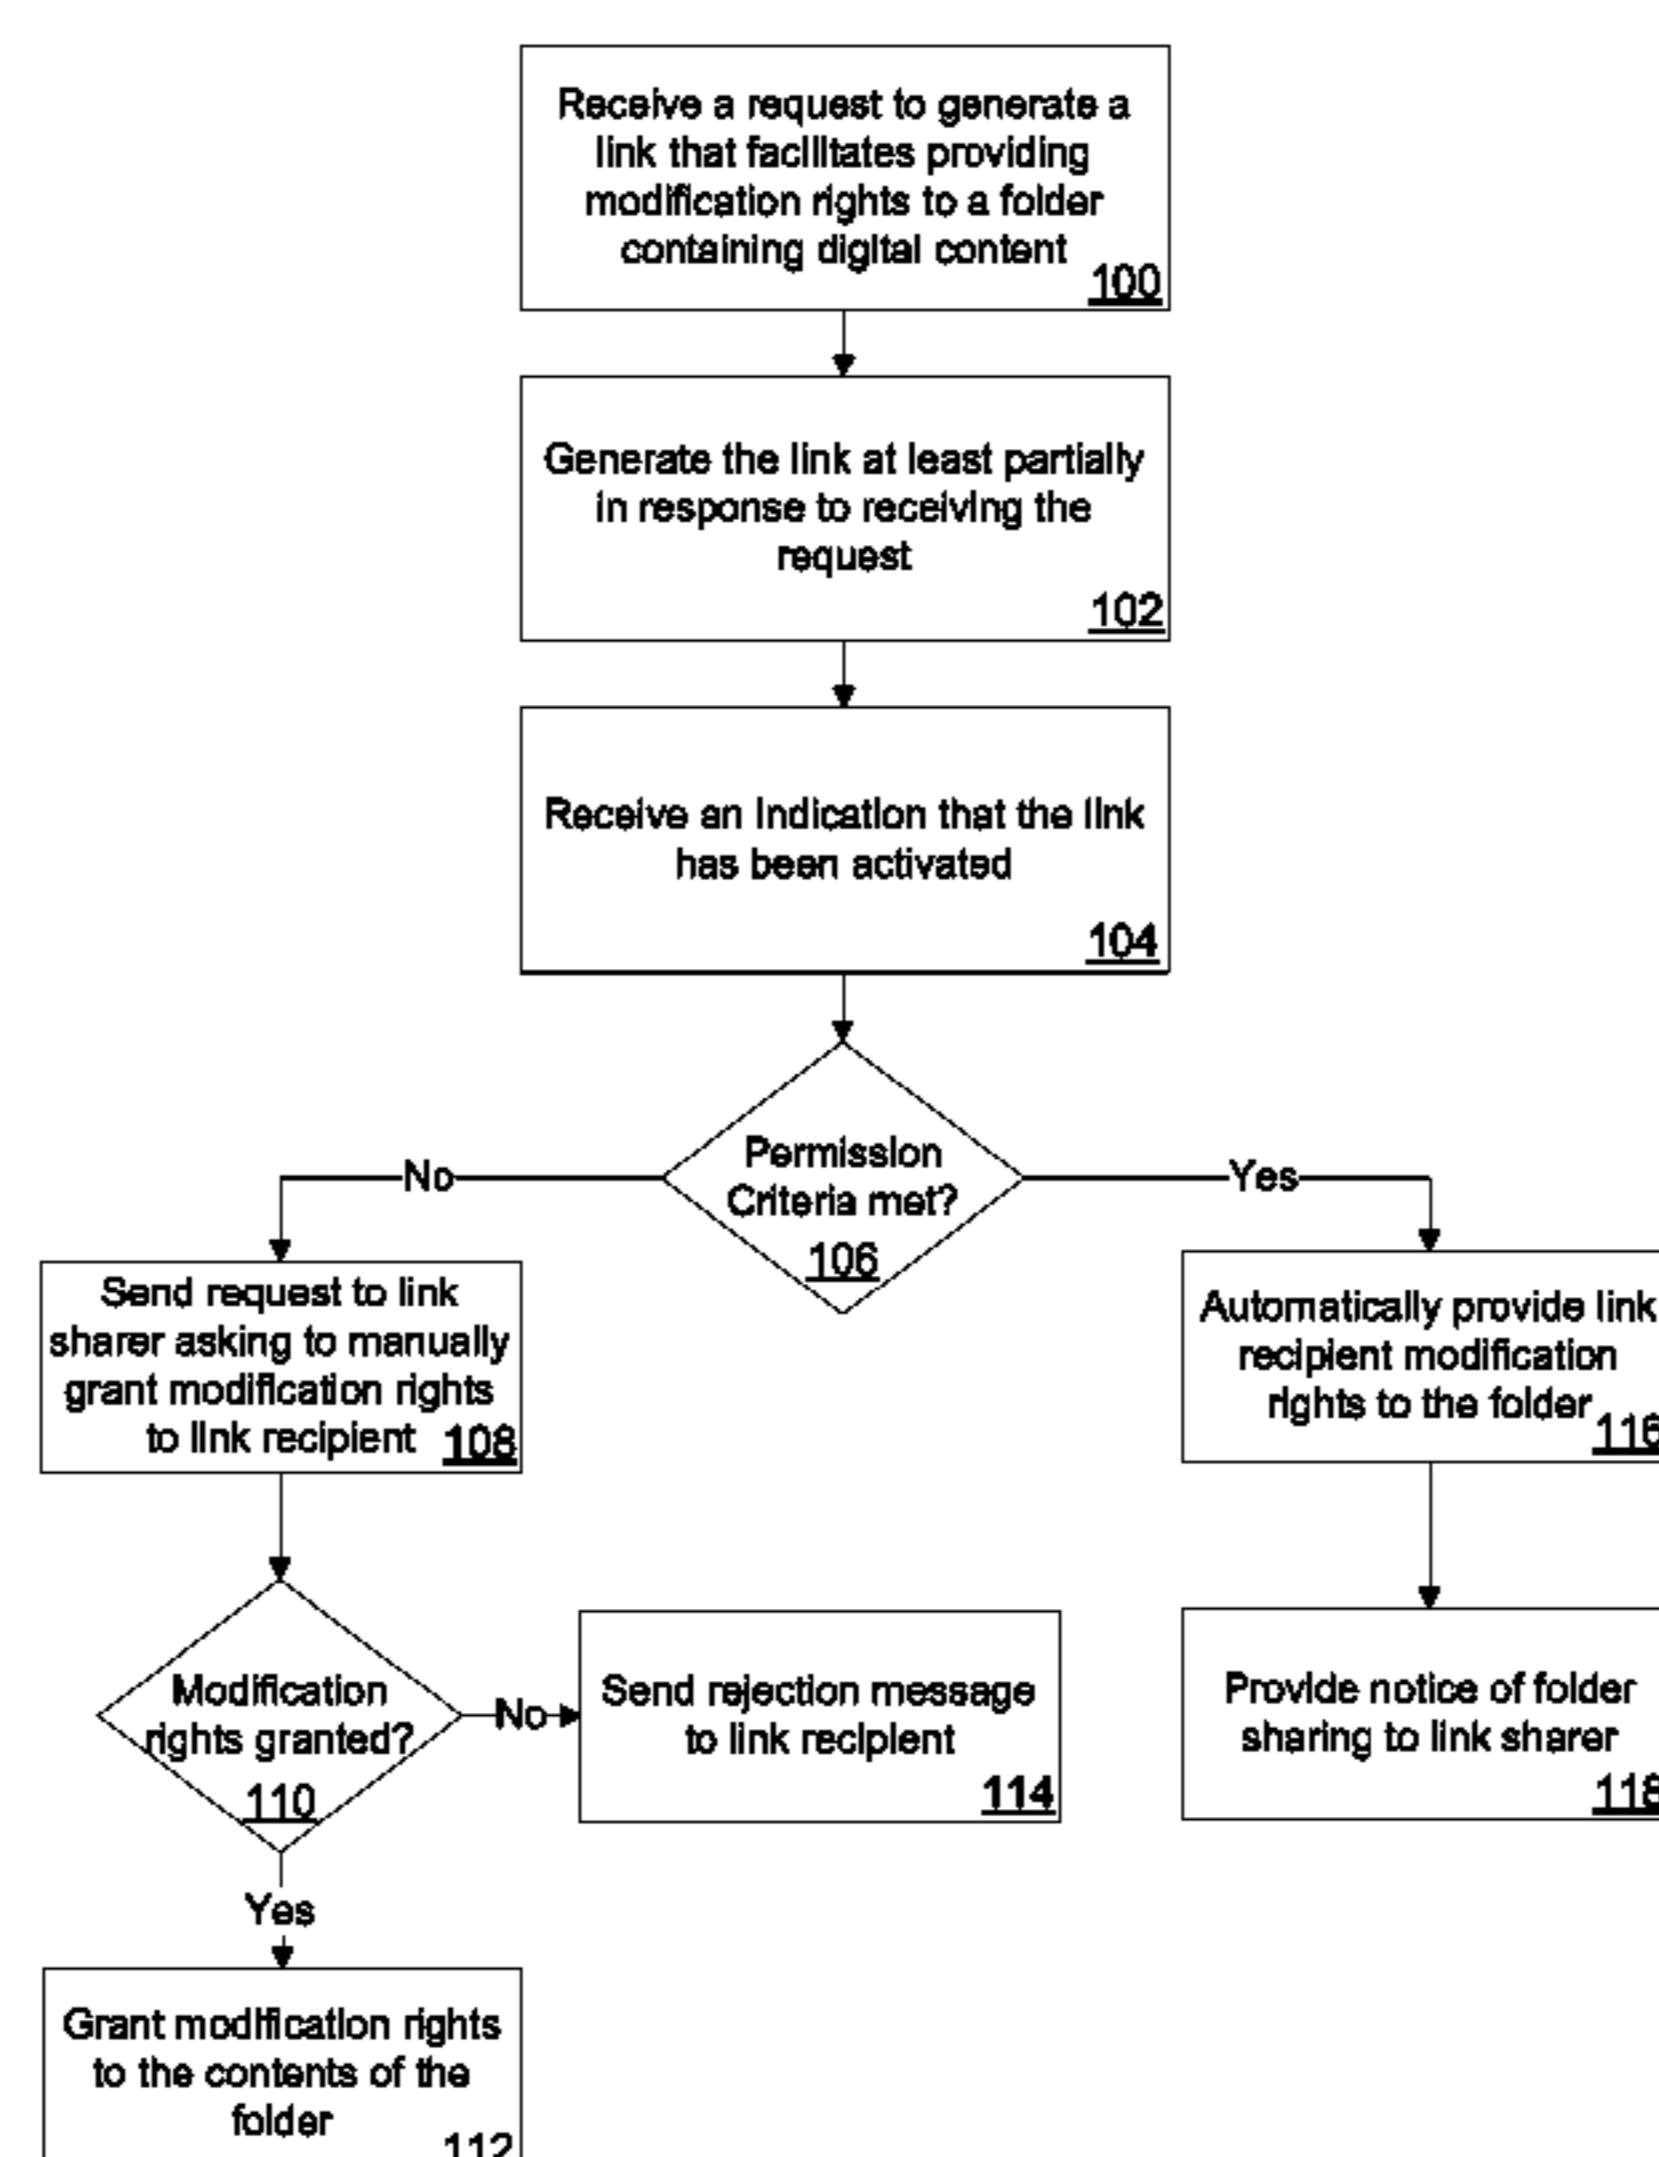 Receive a request to generate a
link that facilitates providing
modification rights to a folder
containing digital content
100
Generate the link at least partially
in response to receiving the
request
102
Receive an indication that the link
has been activated
104
Permission
Criteria met?
106
No
Yes
Send request to link
sharer asking to manually
grant modification rights
to link recipient
108
Automatically provide link
recipient modification
rights to the folder
116
Modification
rights granted?
110
No
Send rejection message
to link recipient
114
Provide notice of folder
sharing to link sharer
118
Yes
Grant modification rights
to the contents of the
folder
112